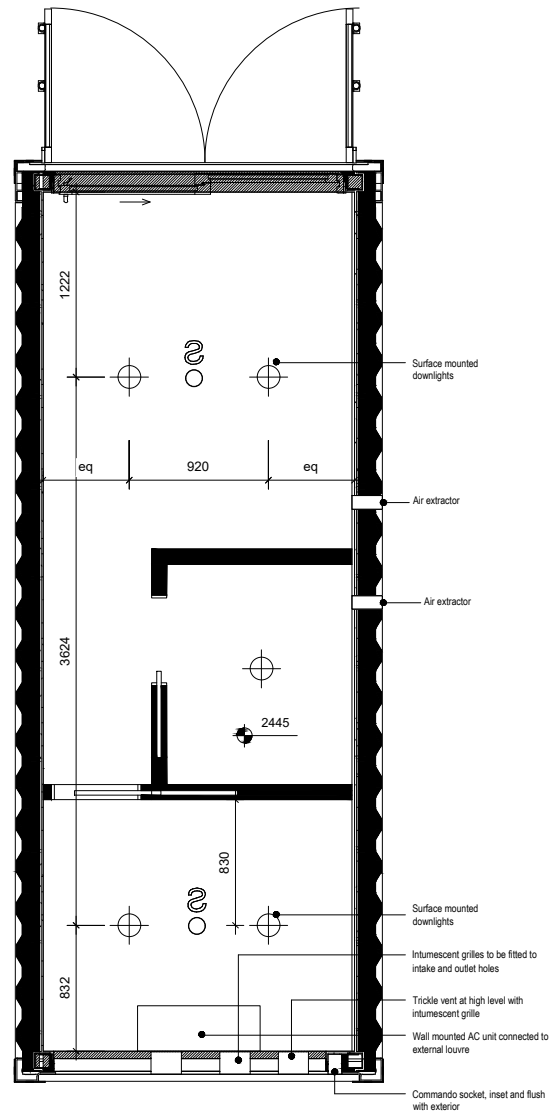 1222
S
Surface mounted
downlights
eq
920
eq
Air extractor
Air extractor
3624
2445
830
S
Surface mounted
downlights
832
Intumescent grilles to be fitted to
intake and outlet holes
Trickle vent at high level with
intumescent grille
Wall mounted AC unit connected to
external louvre
Commando socket, inset and flush
with exterior